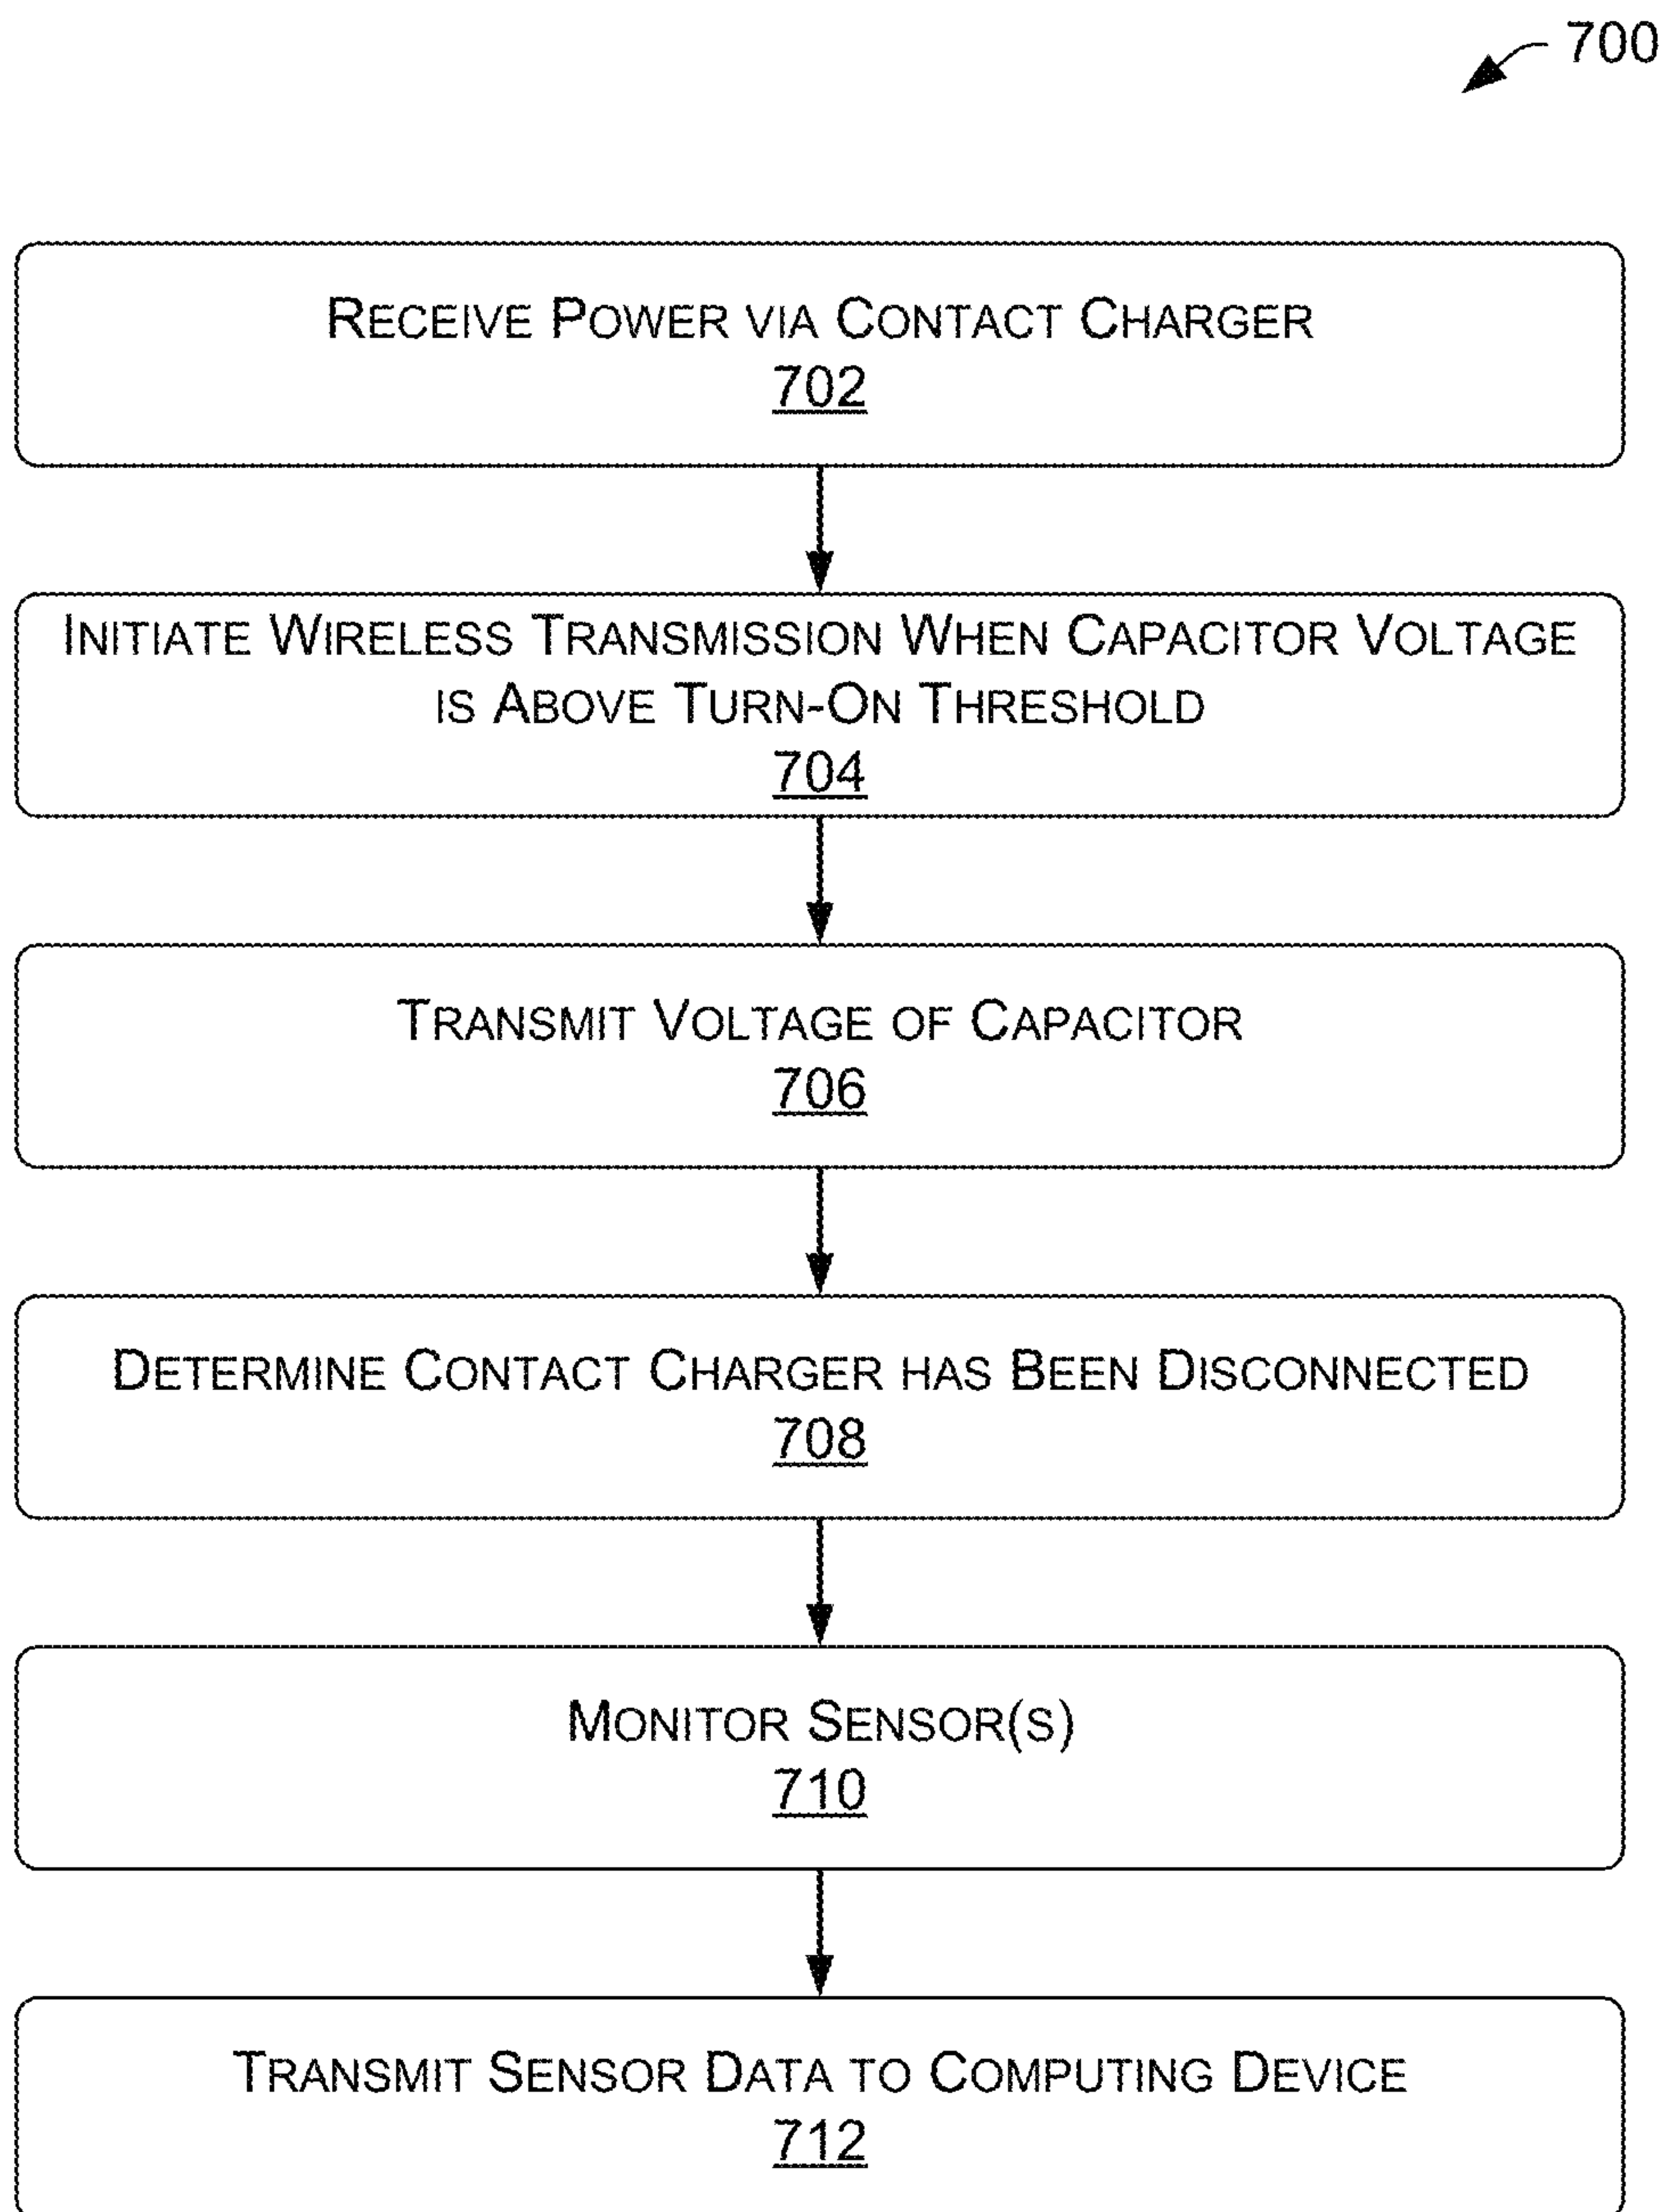 700
RECEIVE POWER VIA CONTACT CHARGER
702
INITIATE WIRELESS TRANSMISSION WHEN CAPACITOR VOLTAGE
IS ABOVE TURN-ON THRESHOLD
704
TRANSMIT VOLTAGE OF CAPACITOR
706
DETERMINE CONTACT CHARGER HAS BEEN DISCONNECTED
708
MONITOR SENSOR(S)
710
TRANSMIT SENSOR DATA TO COMPUTING DEVICE
712